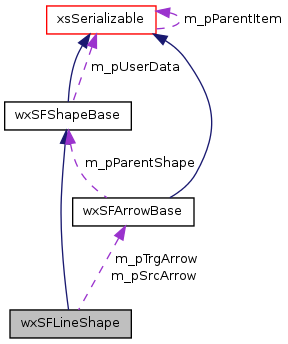 xsSerializable
m_pParentItem
m_pUserData
wxSFShapeBase
m_pParentShape
wxSFArrowBase
m_pTrgArrow
m_pSrcArrow
wxSFLineShape